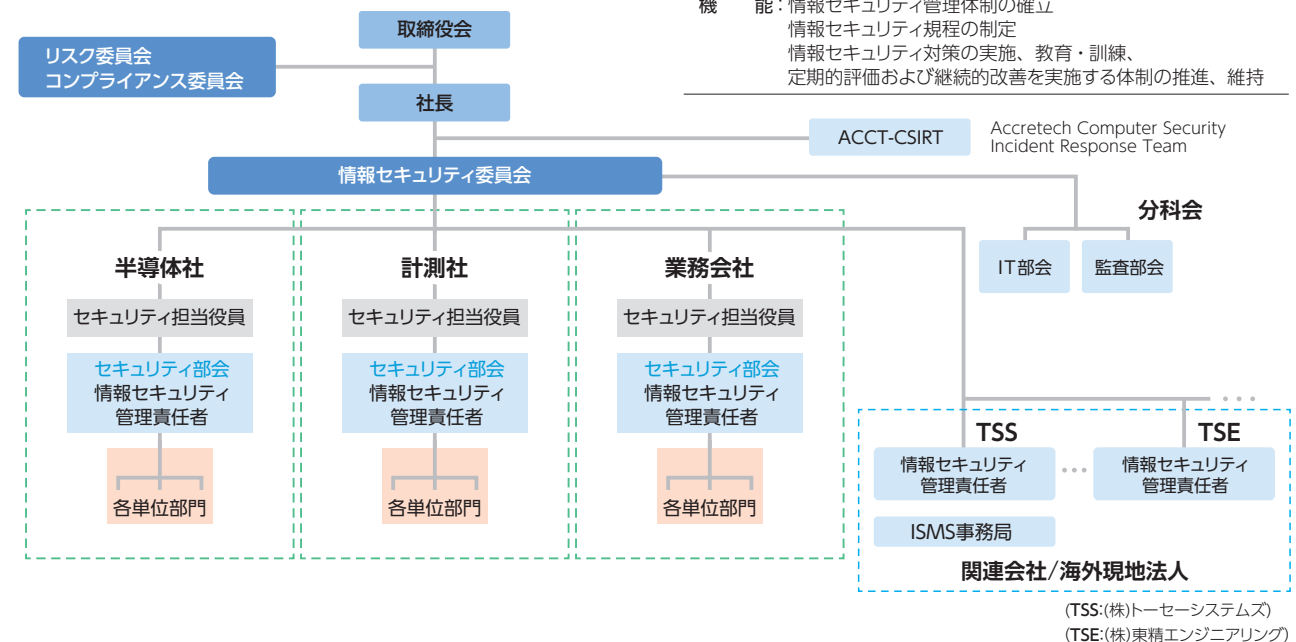 機　能：情報セキュリティ管理体制の確立
情報セキュリティ規程の制定
情報セキュリティ対策の実施、教育・訓練、
定期的評価および継続的改善を実施する体制の推進、維持
取締役会
リスク委員会
コンプライアンス委員会
社長
ACCT-CSIRT
Accretech Computer Security
Incident Response Team
情報セキュリティ委員会
分科会
IT部会
監査部会
半導体社
計測社
業務会社
セキュリティ担当役員
セキュリティ担当役員
セキュリティ担当役員
セキュリティ部会
情報セキュリティ
管理責任者
セキュリティ部会
情報セキュリティ
管理責任者
セキュリティ部会
情報セキュリティ
管理責任者
各単位部門
各単位部門
各単位部門
TSS
情報セキュリティ
管理責任者
TSE
情報セキュリティ
管理責任者
ISMS事務局
関連会社/海外現地法人
(TSS:(株)トーセーシステムズ)
(TSE:(株)東精エンジニアリング)